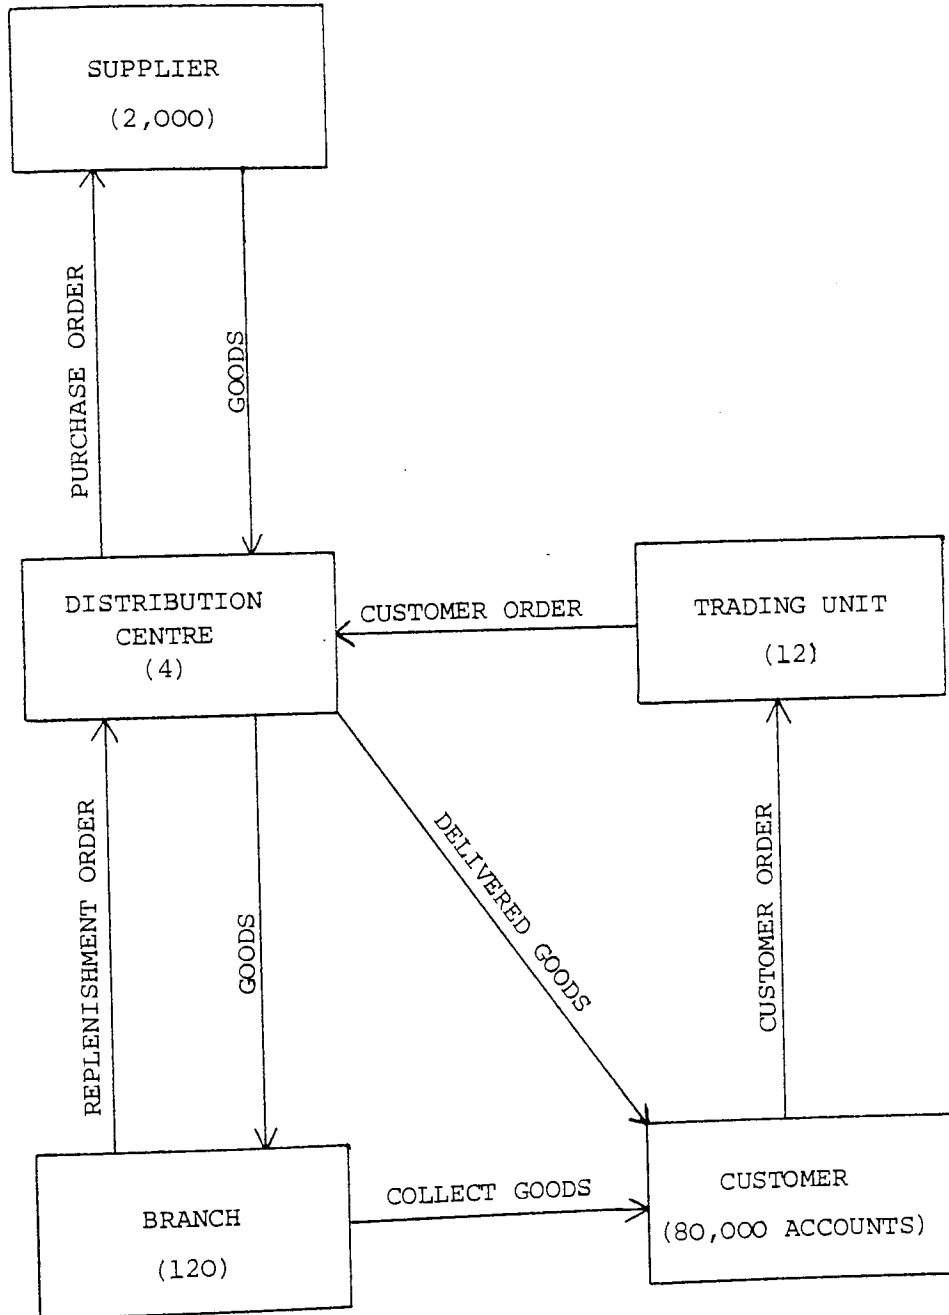 SUPPLIER
(2,000)
PURCHASE ORDER
GOODS
DISTRIBUTION
CENTRE
(4)
CUSTOMER ORDER
TRADING UNIT
(12)
REPLENISHMENT ORDER
GOODS
DELIVERED GOODS
CUSTOMER ORDER
BRANCH
(120)
COLLECT GOODS
CUSTOMER
(80,000 ACCOUNTS)